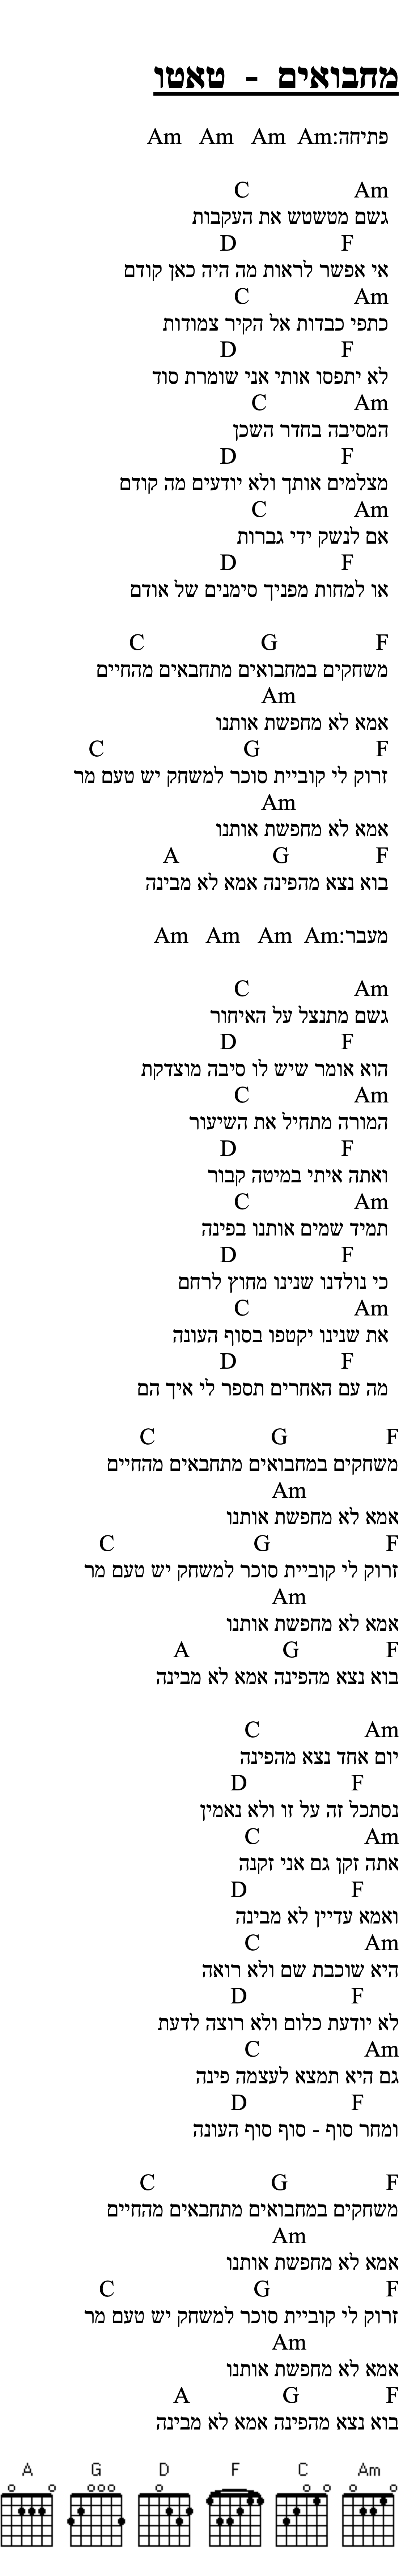 מחבואים - טאטו
פתיחה:Am Am Am Am
Am C
גשם מטשטש את העקבות
F D
אי אפשר לראות מה היה כאן קודם
Am C
כתפי כבדות אל הקיר צמודות
F D
לא יתפסו אותי אני שומרת סוד
Am C
המסיבה בחדר השכן
F D
מצלמים אותך ולא יודעים מה קודם
Am C
אם לנשק ידי גברות
F D
או למחות מפניך סימנים של אודם
F G C
משחקים במחבואים מתחבאים מהחיים
Am
אמא לא מחפשת אותנו
F G C
זרוק לי קוביית סוכר למשחק יש טעם מר
Am
אמא לא מחפשת אותנו
F G A
בוא נצא מהפינה אמא לא מבינה
מעבר:Am Am Am Am
Am C
גשם מתנצל על האיחור
F D
הוא אומר שיש לו סיבה מוצדקת
Am C
המורה מתחיל את השיעור
F D
ואתה איתי במיטה קבור
Am C
תמיד שמים אותנו בפינה
F D
כי נולדנו שנינו מחוץ לרחם
Am C
את שנינו יקטפו בסוף העונה
F D
מה עם האחרים תספר לי איך הם
F G C
משחקים במחבואים מתחבאים מהחיים
Am
אמא לא מחפשת אותנו
F G C
זרוק לי קוביית סוכר למשחק יש טעם מר
Am
אמא לא מחפשת אותנו
F G A
בוא נצא מהפינה אמא לא מבינה
Am C
יום אחד נצא מהפינה
F D
נסתכל זה על זו ולא נאמין
Am C
אתה זקן גם אני זקנה
F D
ואמא עדיין לא מבינה
Am C
היא שוכבת שם ולא רואה
F D
לא יודעת כלום ולא רוצה לדעת
Am C
גם היא תמצא לעצמה פינה
F D
ומחר סוף - סוף סוף העונה
F G C
משחקים במחבואים מתחבאים מהחיים
Am
אמא לא מחפשת אותנו
F G C
זרוק לי קוביית סוכר למשחק יש טעם מר
Am
אמא לא מחפשת אותנו
F G A
בוא נצא מהפינה אמא לא מבינה
Am C F D G A